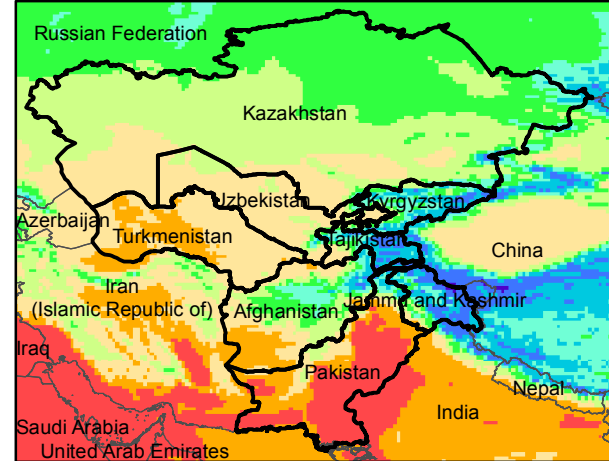 Russian Federation
Kazakhstan
Uzbekistan
Kyrgyzstan
Azerbaijan
Turkmenistan
Tajikistan
China
Iran
(Islamic Republic of)
Afghanistan
Jammu and Kashmir
Iraq
Pakistan
Nepal
India
Saudi Arabia
United Arab Emirates